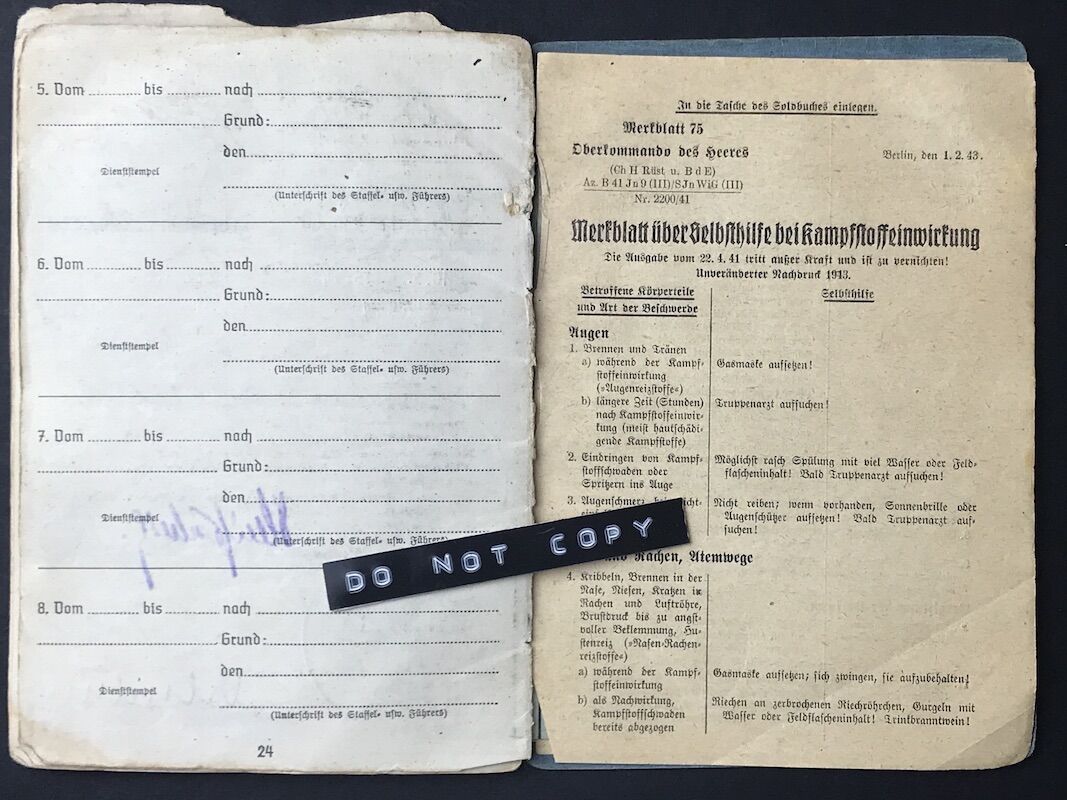 5. Vom ......... bis ......... nach ...............
............... Grund: ...............
den ...............
Dienststempel
(Unterschrift des Staffel- usw. Führers)
6. Vom ......... bis ......... nach ...............
............... Grund: ...............
den ...............
Dienststempel
(Unterschrift des Staffel- usw. Führers)
7. Vom ......... bis ......... nach ...............
............... Grund: ...............
den ...............
Dienststempel
(Unterschrift des Staffel- usw. Führers)
8. Vom ......... bis ......... nach ...............
............... Grund: ...............
den ...............
Dienststempel
(Unterschrift des Staffel- usw. Führers)
24
DO NOT COPY
In die Tasche des Soldbuches einlegen.
Merkblatt 75
Oberkommando des Heeres
Berlin, den 1. 2. 43.
(Ch H Rüst u. B d E)
Az. B 41 Jn 9 (III)/SJn WiG (III)
Nr. 2200/41
Merkblatt über Selbsthilfe bei Kampfstoffeinwirkung
Die Ausgabe vom 22. 4. 41 tritt außer Kraft und ist zu vernichten!
Unveränderter Nachdruck 1943.
Betroffene Körperteile
und Art der Beschwerde
Selbsthilfe
Augen
1. Brennen und Tränen
a) während der Kampf-
stoffeinwirkung
(»Augenreizstoffe«)
Gasmaske aufsetzen!
b) längere Zeit (Stunden)
nach Kampfstoffeinwir-
kung (meist hautschädi-
gende Kampfstoffe)
Truppenarzt aufsuchen!
2. Eindringen von Kampf-
stoffschwaden oder
Spritzern ins Auge
Möglichst rasch Spülung mit viel Wasser oder Feld-
flascheninhalt! Bald Truppenarzt aufsuchen!
3. Augenschmerz
Nicht reiben; wenn vorhanden, Sonnenbrille oder
Augenschützer aufsetzen! Bald Truppenarzt auf-
suchen!
Rachen, Atemwege
4. Kribbeln, Brennen in der
Nase, Niesen, Kratzen im
Rachen und Luftröhre,
Brustdruck bis zu angst-
voller Beklemmung, Hu-
stenreiz (»Nasen-Rachen-
reizstoffe«)
a) während der Kampf-
stoffeinwirkung
Gasmaske aufsetzen; sich zwingen, sie aufzubehalten!
b) als Nachwirkung,
Kampfstoffschwaden
bereits abgezogen
Riechen an zerbrochenen Riechröhrchen, Gurgeln mit
Wasser oder Feldflascheninhalt! Trinkbranntwein!